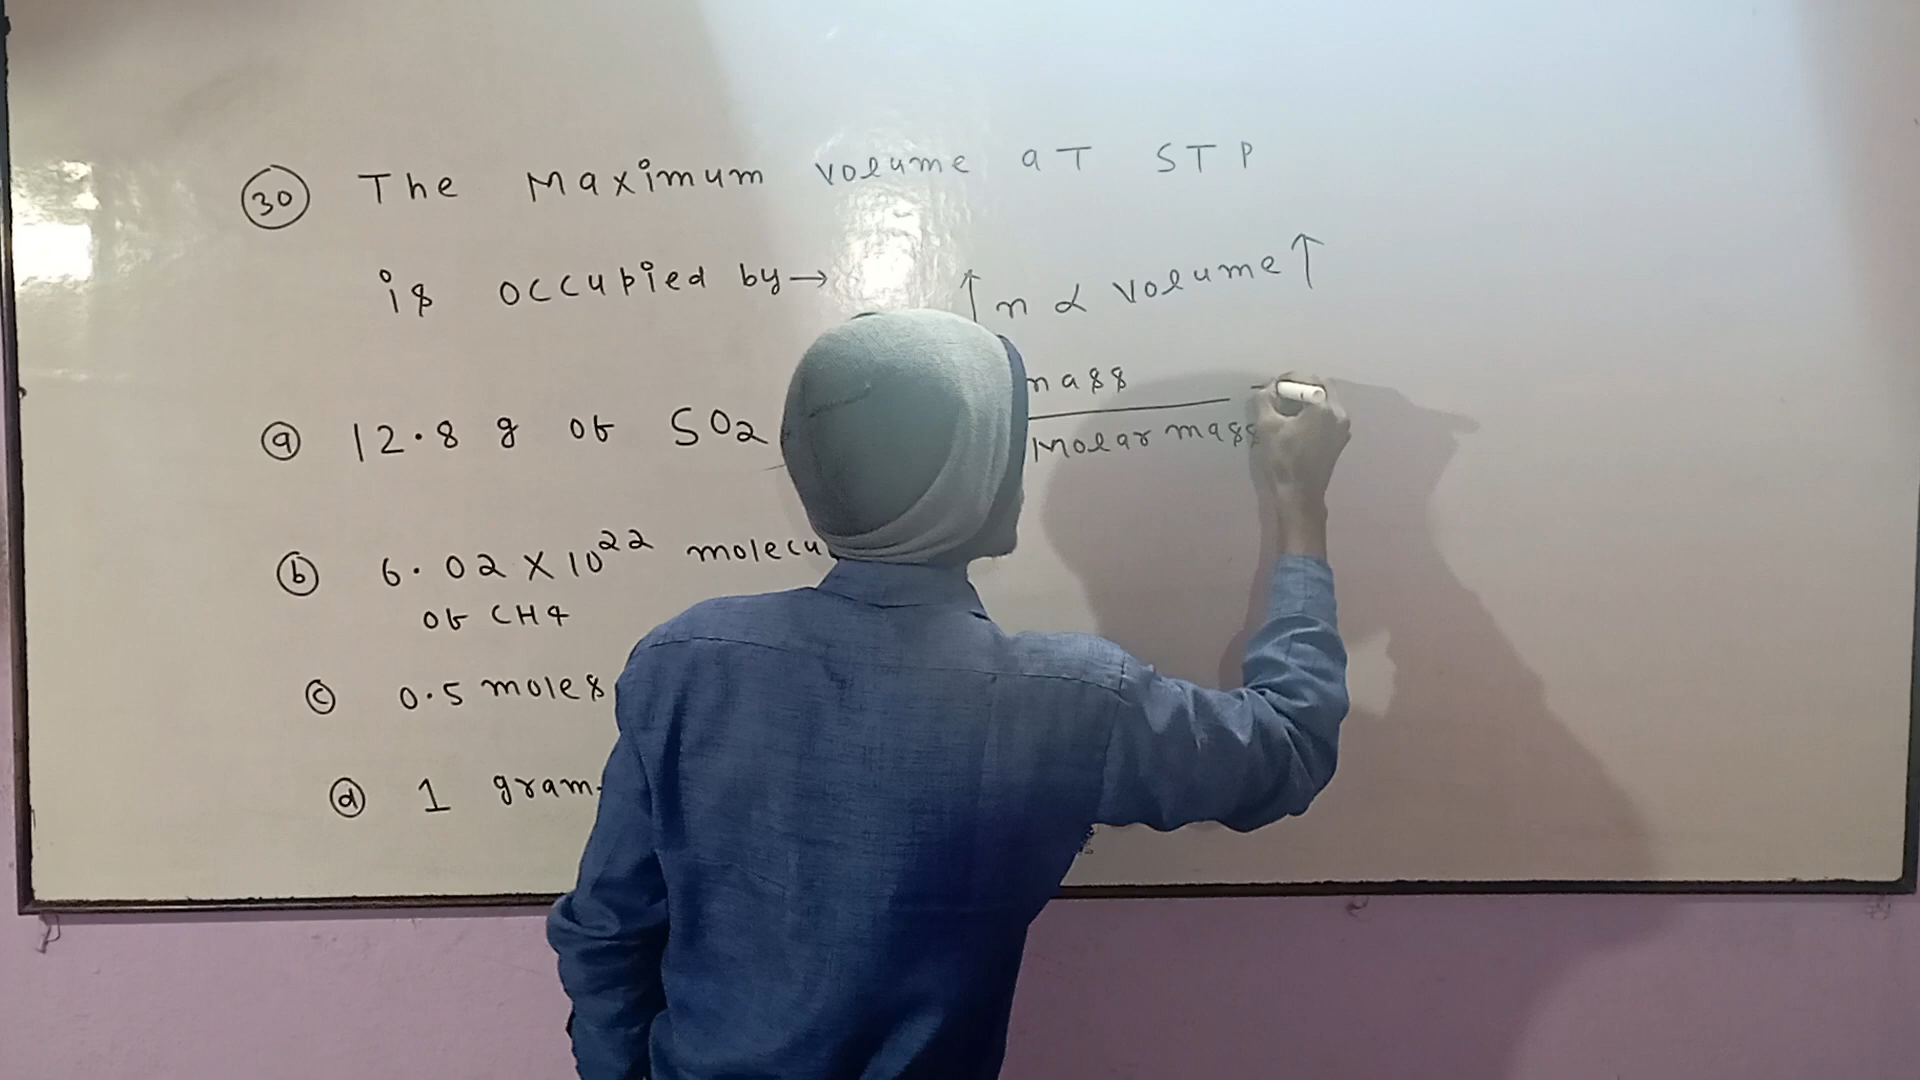 30 The Maximum volume at STP
is occupied by →
↑ n α volume ↑
a 12.8 g of SO2
mass
Molar mass
b 6.02 X 10²²
of CH4
c 0.5 moles
d 1 gram